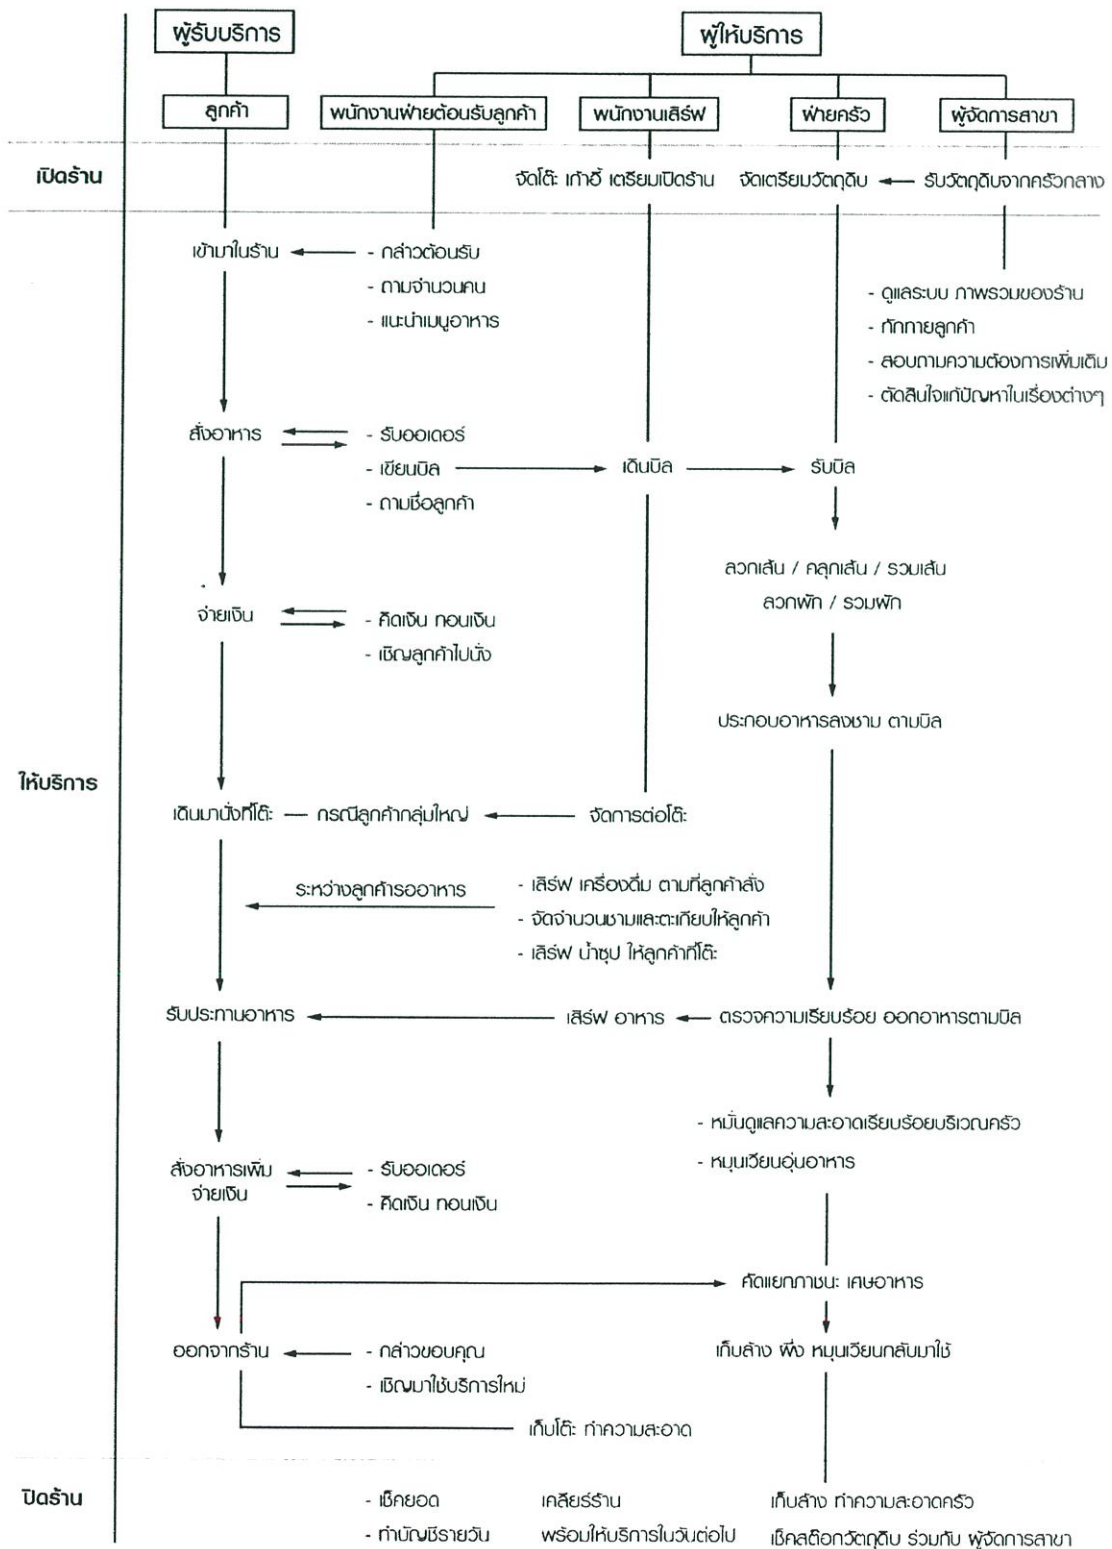 ผู้รับบริการ
ผู้ให้บริการ
ลูกค้า
พนักงานฝ่ายต้อนรับลูกค้า
พนักงานเสิร์ฟ
ฝ่ายครัว
ผู้จัดการสาขา
เปิดร้าน
จัดโต๊ะ เก้าอี้ เตรียมเปิดร้าน
จัดเตรียมวัตถุดิบ
รับวัตถุดิบจากครัวกลาง
ให้บริการ
เข้ามาในร้าน
- กล่าวต้อนรับ
- ถามจำนวนคน
- แนะนำเมนูอาหาร
- ดูแลระบบ ภาพรวมของร้าน
- ทักทายลูกค้า
- สอบถามความต้องการเพิ่มเติม
- ตัดสินใจแก้ปัญหาในเรื่องต่างๆ
สั่งอาหาร
- รับออเดอร์
- เขียนบิล
- ถามชื่อลูกค้า
เดินบิล
รับบิล
ลวกเส้น / คลุกเส้น / รวมเส้น
ลวกผัก / รวมผัก
จ่ายเงิน
- คิดเงิน ทอนเงิน
- เชิญลูกค้าไปนั่ง
ประกอบอาหารลงชาม ตามบิล
เดินมานั่งที่โต๊ะ
กรณีลูกค้ากลุ่มใหญ่
จัดการต่อโต๊ะ
ระหว่างลูกค้ารออาหาร
- เสิร์ฟ เครื่องดื่ม ตามที่ลูกค้าสั่ง
- จัดจำนวนชามและตะเกียบให้ลูกค้า
- เสิร์ฟ น้ำซุป ให้ลูกค้าที่โต๊ะ
รับประทานอาหาร
เสิร์ฟ อาหาร
ตรวจความเรียบร้อย ออกอาหารตามบิล
- หมั่นดูแลความสะอาดเรียบร้อยบริเวณครัว
- หมุนเวียนอุ่นอาหาร
สั่งอาหารเพิ่ม
จ่ายเงิน
- รับออเดอร์
- คิดเงิน ทอนเงิน
คัดแยกภาชนะ เศษอาหาร
ออกจากร้าน
- กล่าวขอบคุณ
- เชิญมาใช้บริการใหม่
เก็บล้าง ผึ่ง หมุนเวียนกลับมาใช้
เก็บโต๊ะ ทำความสะอาด
ปิดร้าน
- เช็คยอด
- ทำบัญชีรายวัน
เคลียร์ร้าน
พร้อมให้บริการในวันต่อไป
เก็บล้าง ทำความสะอาดครัว
เช็คสต๊อกวัตถุดิบ ร่วมกับ ผู้จัดการสาขา